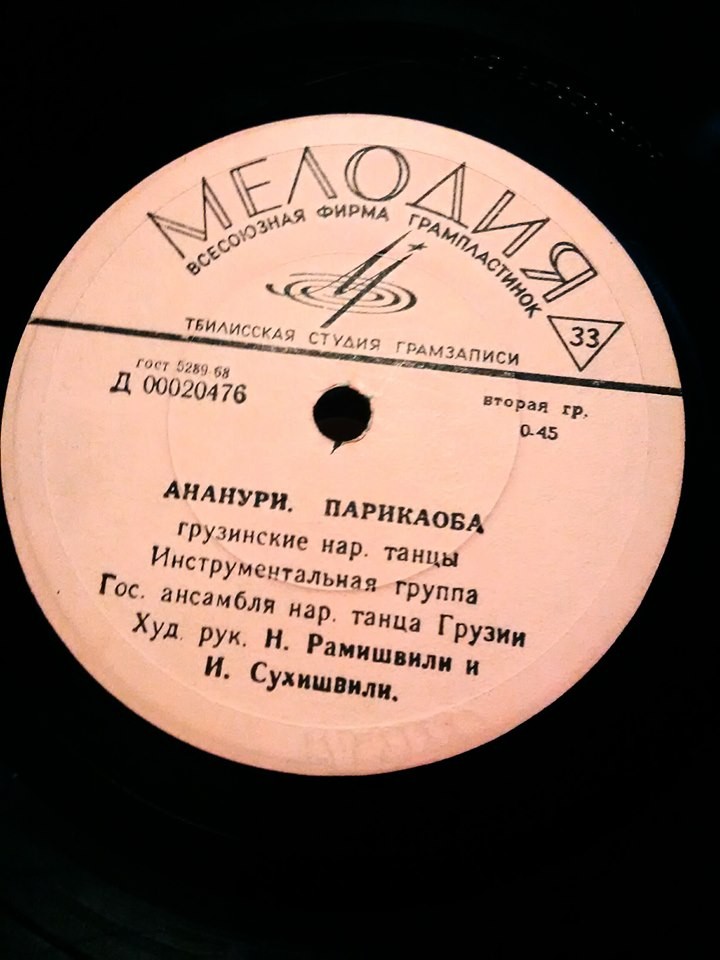 МЕЛОДИЯ
ВСЕСОЮЗНАЯ ФИРМА ГРАМПЛАСТИНОК
33
ТБИЛИССКАЯ СТУДИЯ ГРАМЗАПИСИ
ГОСТ 5289-68
Д 00020476
вторая гр.
0-45
АНАНУРИ. ПАРИКАОБА
грузинские нар. танцы
Инструментальная группа
Гос. ансамбля нар. танца Грузии
Худ. рук. Н. Рамишвили и
И. Сухишвили.